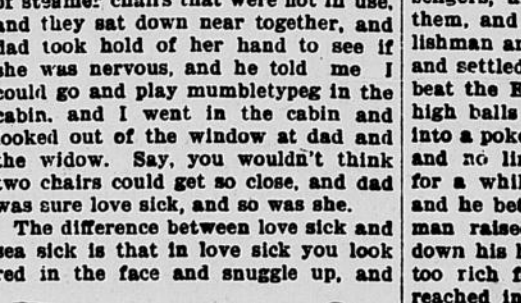 of steamer chairs that were not in use,
and they sat down near together, and
dad took hold of her hand to see if
she was nervous, and he told me I
could go and play mumbletypeg in the
cabin. and I went in the cabin and
looked out of the window at dad and
the widow. Say, you wouldn't think
two chairs could get so close, and dad
was sure love sick, and so was she.
The difference between love sick and
sea sick is that in love sick you look
red in the face and snuggle up, and
them, and
lishman an
and settled
beat the
high balls
into a poke
and no
for a whi
and he be
man raise
down his
too rich
reached in